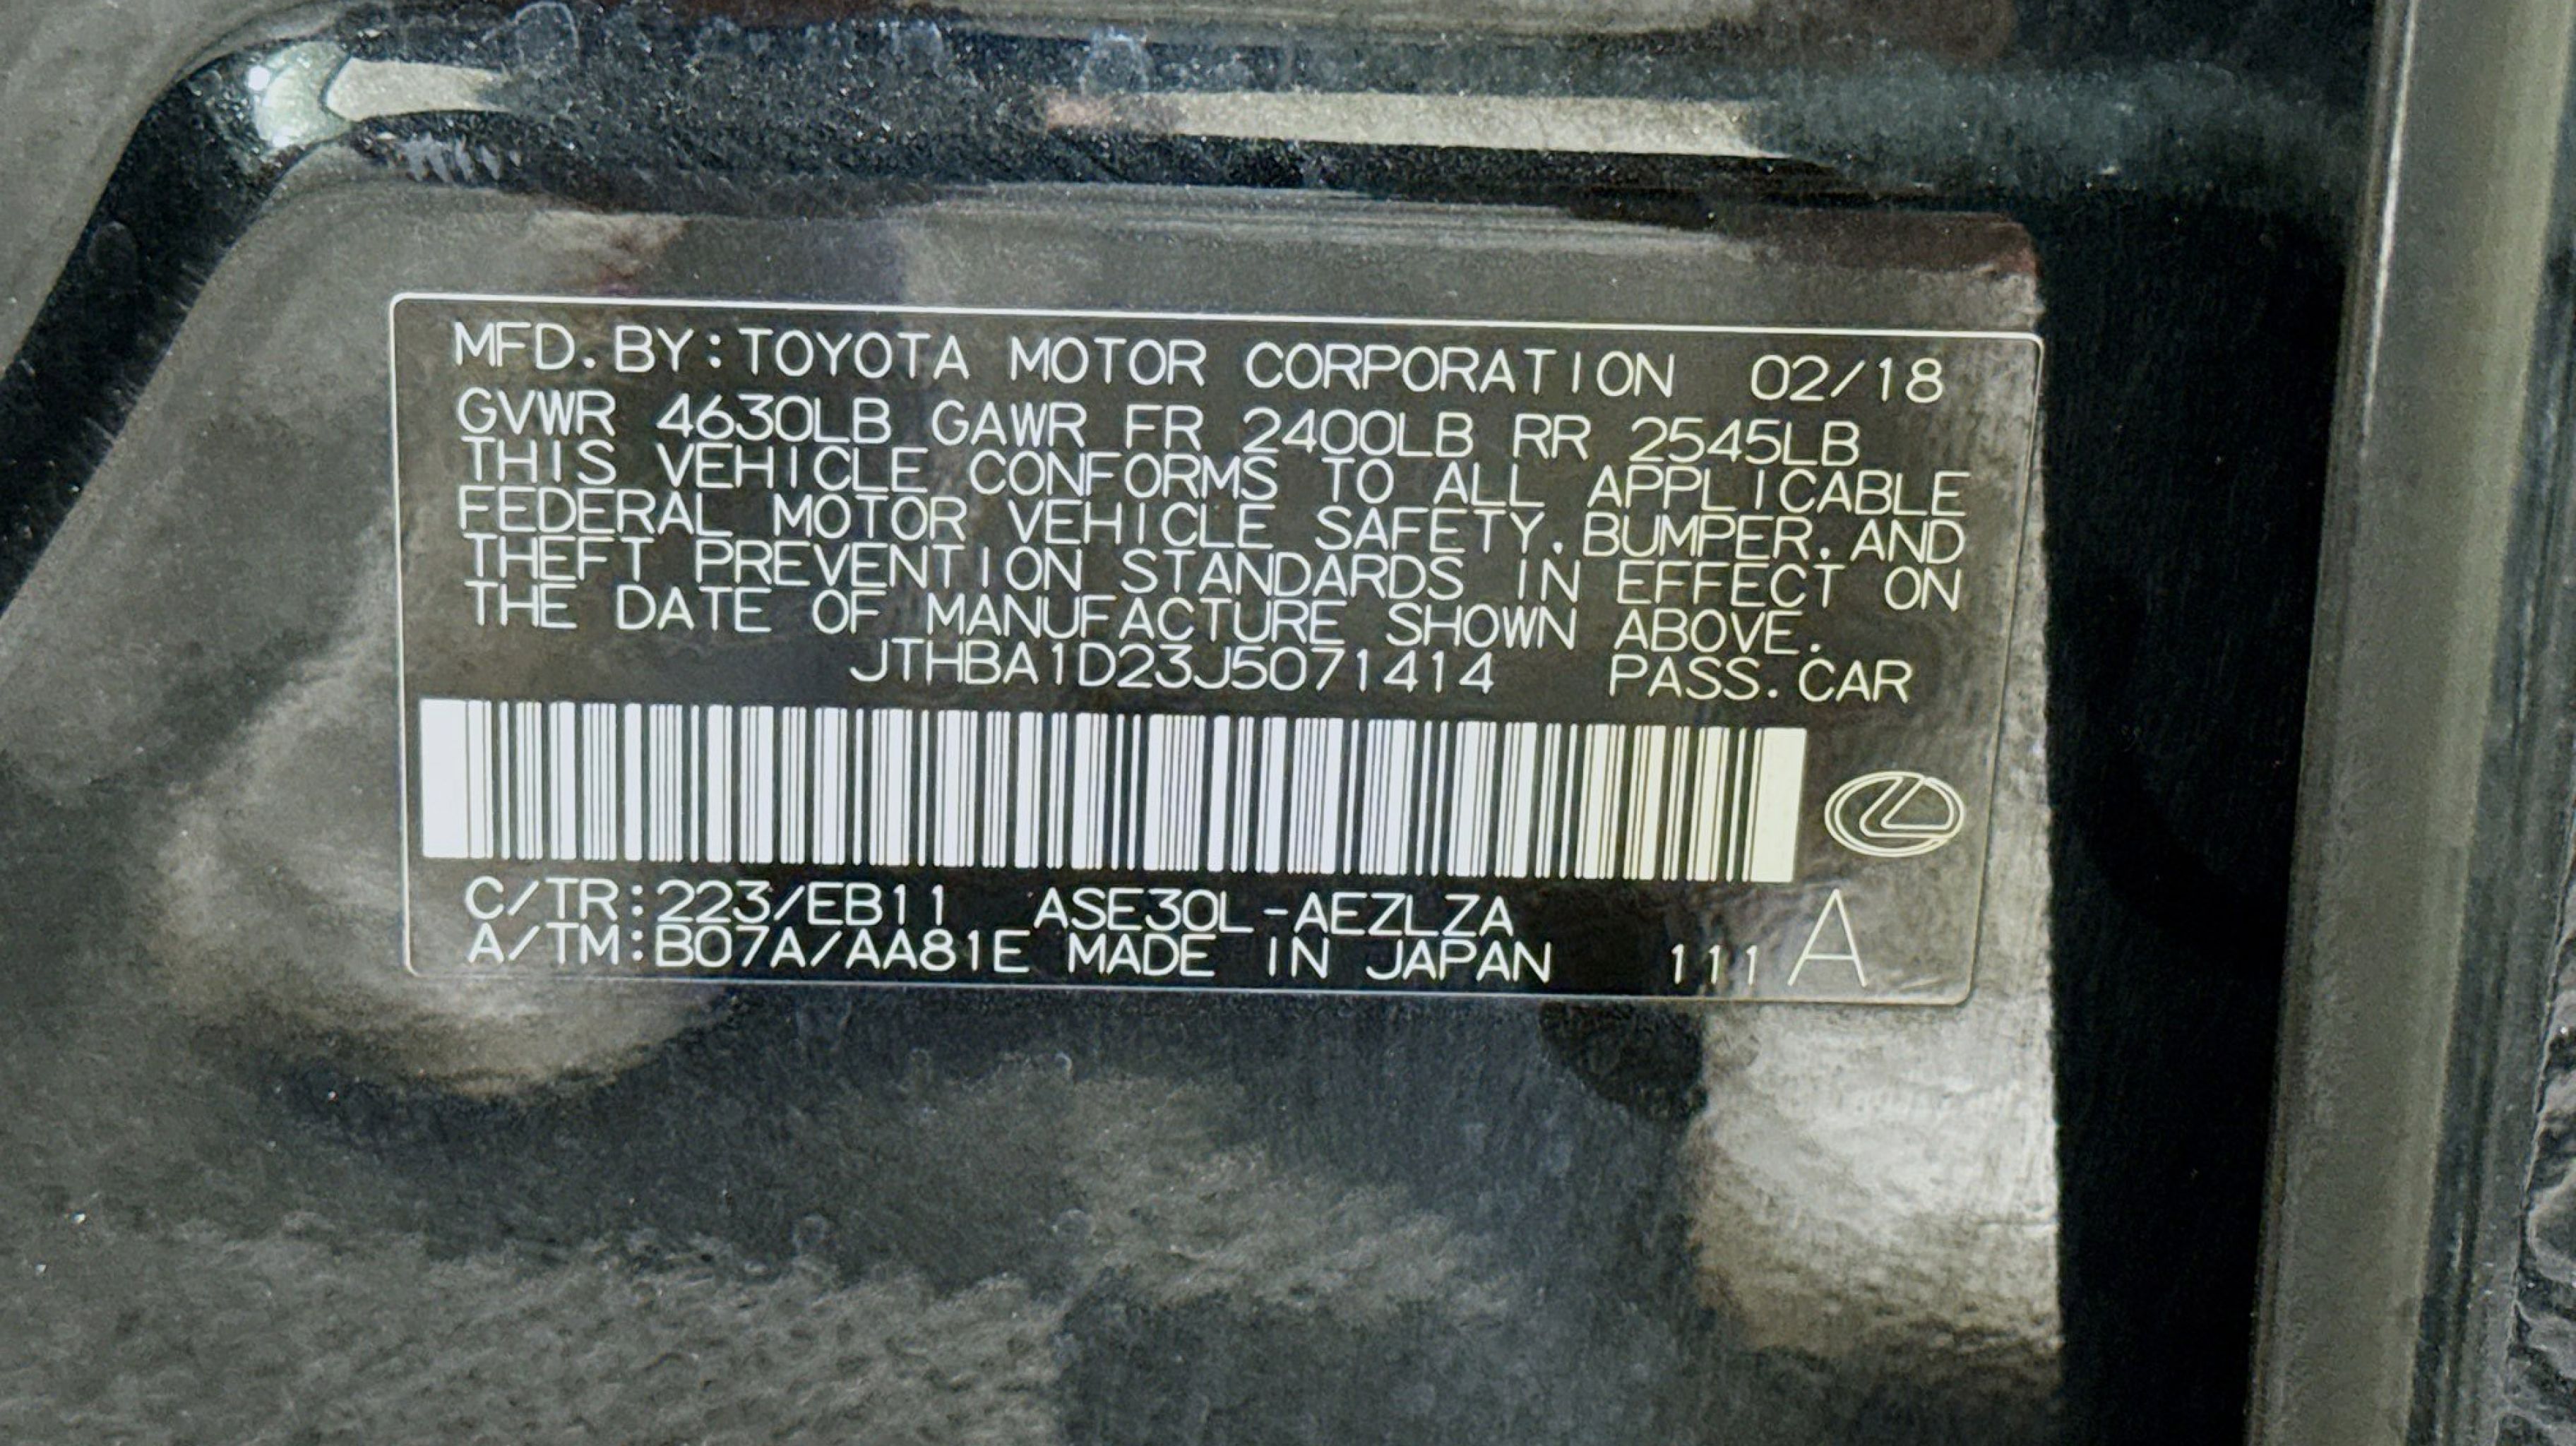 MFD. BY: TOYOTA MOTOR CORPORATION 02/18
GVWR 4630LB GAWR FR 2400LB RR 2545LB
THIS VEHICLE CONFORMS TO ALL APPLICABLE
FEDERAL MOTOR VEHICLE SAFETY, BUMPER, AND
THEFT PREVENTION STANDARDS IN EFFECT ON
THE DATE OF MANUFACTURE SHOWN ABOVE.
JTHBA1D23J5071414 PASS. CAR
C/TR: 223/EB11 ASE30L-AEZLZA
A/TM: B07A/AA81E MADE IN JAPAN 111 A